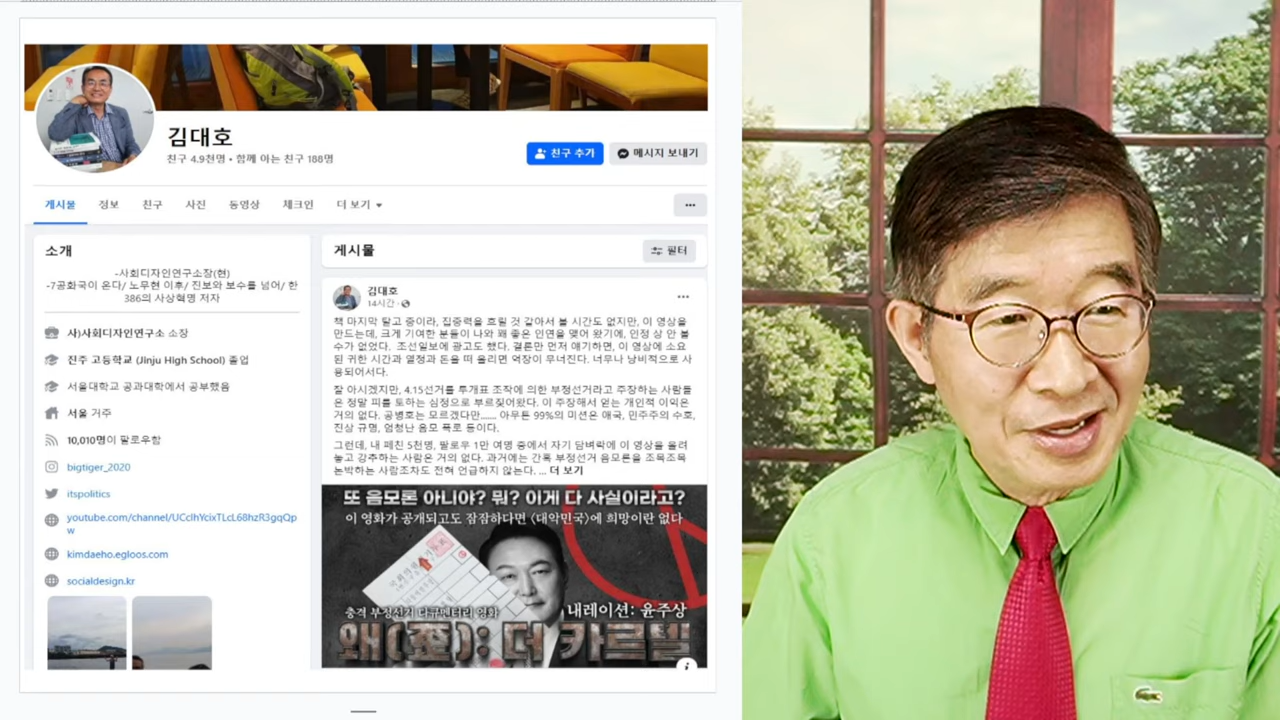 김대호
친구 4.9천명 • 함께 아는 친구 188명
친구 추가
메시지 보내기
게시물
정보
친구
사진
동영상
체크인
더 보기
소개
-사회디자인연구소장(현)
-7공화국이 온다/ 노무현 이후/ 진보와 보수를 넘어/ 한
386의 사상혁명 저자
사)사회디자인연구소 소장
진주 고등학교 (Jinju High School) 졸업
서울대학교 공과대학에서 공부했음
서울 거주
10,010명이 팔로우함
bigtiger_2020
itspolitics
youtube.com/channel/UCclhYcixTLcL68hzR3gqQp
w
kimdaeho.egloos.com
socialdesign.kr
게시물
필터
김대호
14시간
책 마지막 탈고 중이라, 집중력을 흐릴 것 같아서 볼 시간도 없지만, 이 영상을
만드는데, 크게 기여한 분들이 나와 꽤 좋은 인연을 맺어 왔기에, 인정 상 안 볼
수가 없었다. 조선일보에 광고도 했다. 결론만 먼저 얘기하면, 이 영상에 소요
된 귀한 시간과 열정과 돈을 떠 올리면 억장이 무너진다. 너무나 낭비적으로 사
용되어서다.
잘 아시겠지만, 4.15선거를 투개표 조작에 의한 부정선거라고 주장하는 사람들
은 정말 피를 토하는 심정으로 부르짖어왔다. 이 주장해서 얻는 개인적 이익은
거의 없다. 공병호는 모르겠다만....... 아무튼 99%의 미션은 애국, 민주주의 수호,
진상 규명, 엄청난 음모 폭로 등이다.
그런데, 내 페친 5천명, 팔로우 1만 여명 중에서 자기 담벼락에 이 영상을 올려
놓고 강추하는 사람은 거의 없다. 과거에는 간혹 부정선거 음모론을 조목조목
논박하는 사람조차도 전혀 언급하지 않는다. ... 더 보기
또 음모론 아니야? 뭐? 이게 다 사실이라고?
이 영화가 공개되고도 잠잠하다면 <대악민국>에 희망이란 없다
충격 부정선거 다큐멘터리 영화
내레이션: 윤주상
왜(歪): 더 카르텔